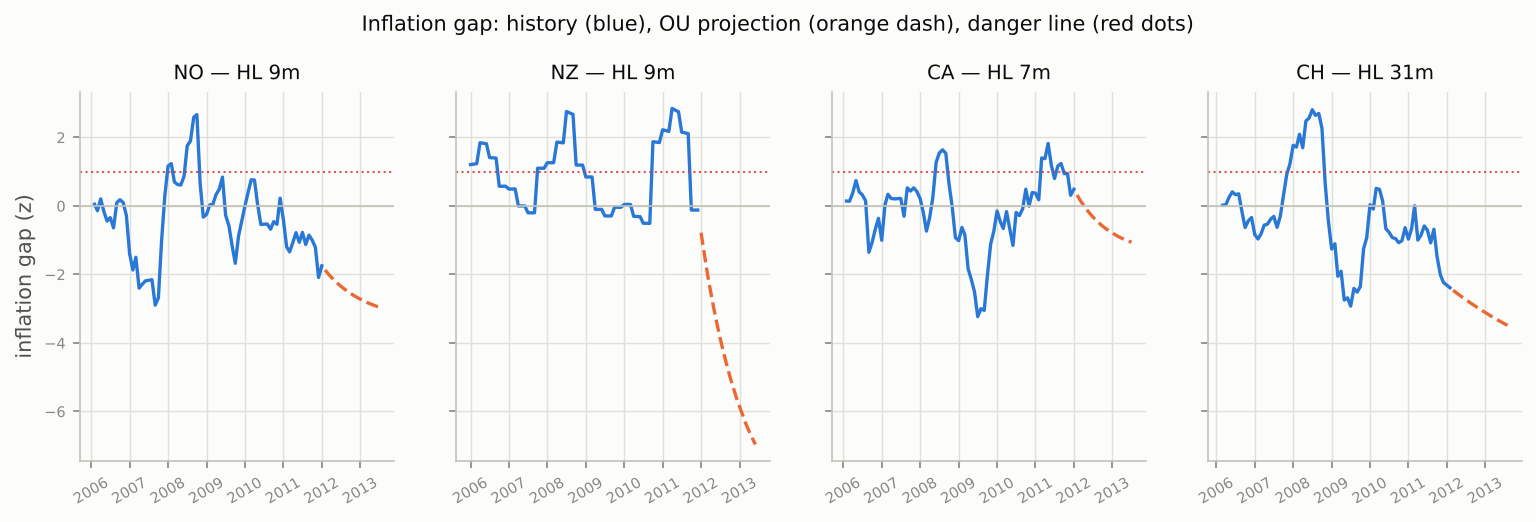 Inflation gap: history (blue), OU projection (orange dash), danger line (red dots)
NO — HL 9m
NZ — HL 9m
CA — HL 7m
CH — HL 31m
inflation gap (z)
2
0
−2
−4
−6
2006 2007 2008 2009 2010 2011 2012 2013
2006 2007 2008 2009 2010 2011 2012 2013
2006 2007 2008 2009 2010 2011 2012 2013
2006 2007 2008 2009 2010 2011 2012 2013